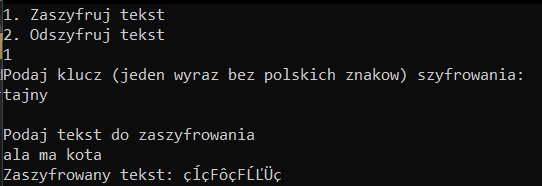 1. Zaszyfruj tekst
2. Odszyfruj tekst
1
Podaj klucz (jeden wyraz bez polskich znakow) szyfrowania:
tajny

Podaj tekst do zaszyfrowania
ala ma kota
Zaszyfrowany tekst: çÍçFôçFĹĽÜç